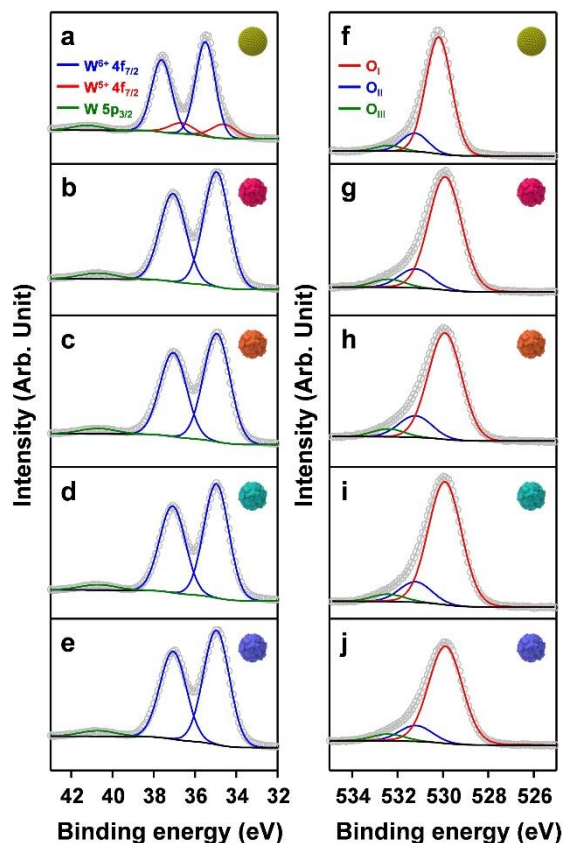 a
W6+ 4f7/2
W5+ 4f7/2
W 5p3/2
b
c
d
e
Intensity (Arb. Unit)
42 40 38 36 34 32
Binding energy (eV)
f
OI
OII
OIII
g
h
i
j
Intensity (Arb. Unit)
534 532 530 528 526
Binding energy (eV)